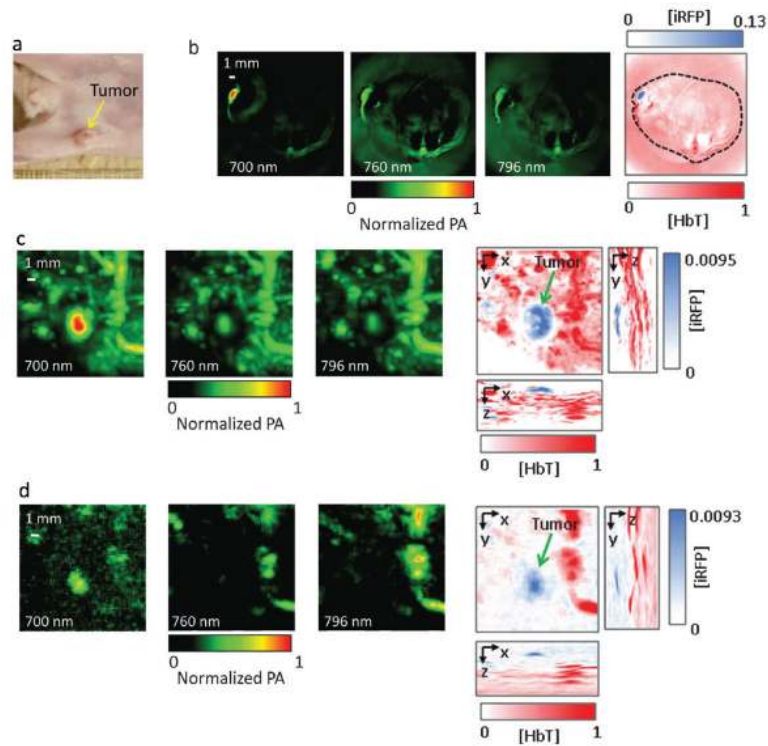 a
Tumor
b
1 mm
700 nm
760 nm
796 nm
Normalized PA
0
1
[iRFP]
0
0.13
0
1
[HbT]
c
1 mm
700 nm
760 nm
796 nm
0
1
Normalized PA
x
y
Tumor
z
y
x
z
0.0095
[iRFP]
0
0
1
[HbT]
d
1 mm
700 nm
760 nm
796 nm
0
1
Normalized PA
x
y
Tumor
z
y
x
z
0.0093
[iRFP]
0
0
1
[HbT]